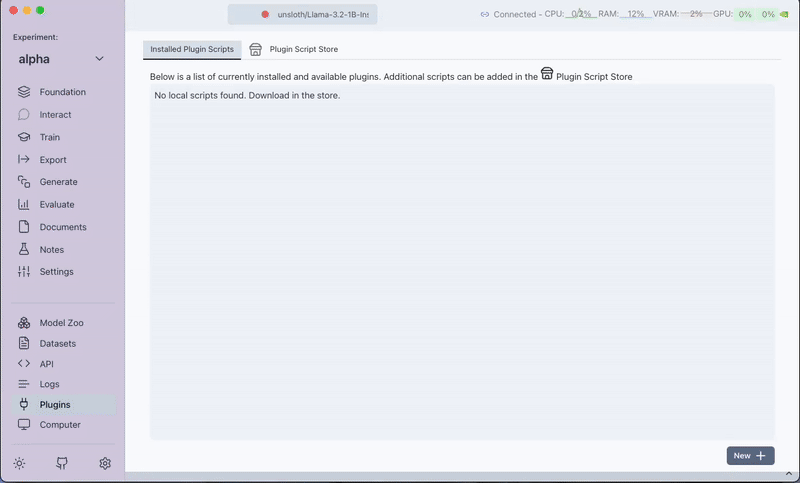 unsloth/Llama-3.2-1B-Ins
Connected - CPU: 0/2% RAM: 12% VRAM: 2% GPU: 0% 0%
Experiment:
alpha
Foundation
Interact
Train
Export
Generate
Evaluate
Documents
Notes
Settings
Model Zoo
Datasets
API
Logs
Plugins
Computer
Installed Plugin Scripts
Plugin Script Store
Below is a list of currently installed and available plugins. Additional scripts can be added in the Plugin Script Store
No local scripts found. Download in the store.
New